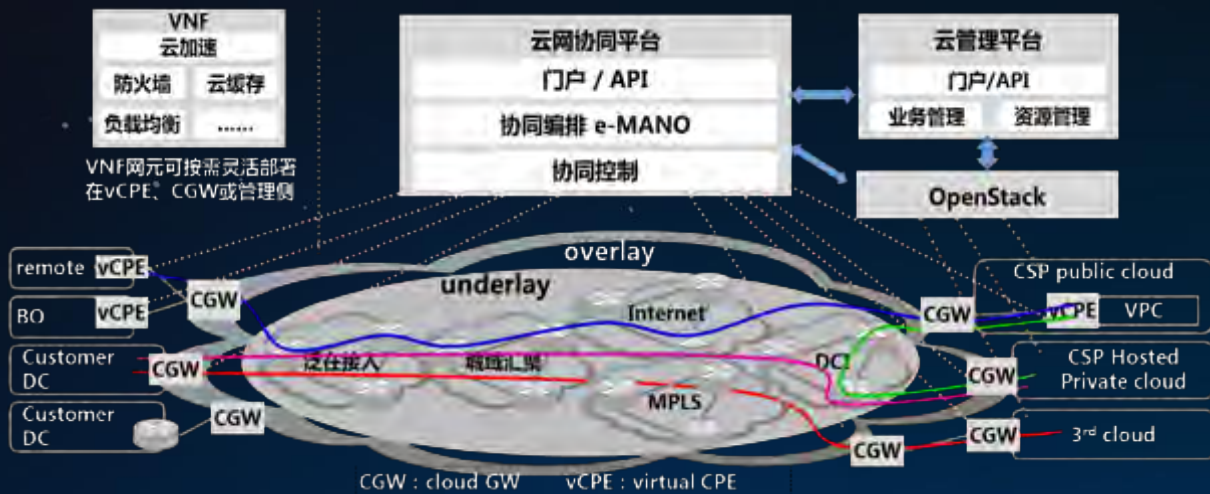 VNF
云加速
防火墙 云缓存
负载均衡 ......
VNF网元可按需灵活部署
在vCPE、CGW或管理侧
云网协同平台
门户 / API
协同编排 e-MANO
协同控制
云管理平台
门户/API
业务管理 资源管理
OpenStack
overlay
underlay
remote vCPE
BO vCPE
CGW
Customer
DC
CGW
Customer
DC
CGW
Internet
泛在接入 城域汇聚
DCI
MPLS
CGW
CSP public cloud
vCPE VPC
CGW
CSP Hosted
Private cloud
CGW
CGW
3rd cloud
CGW : cloud GW vCPE : virtual CPE